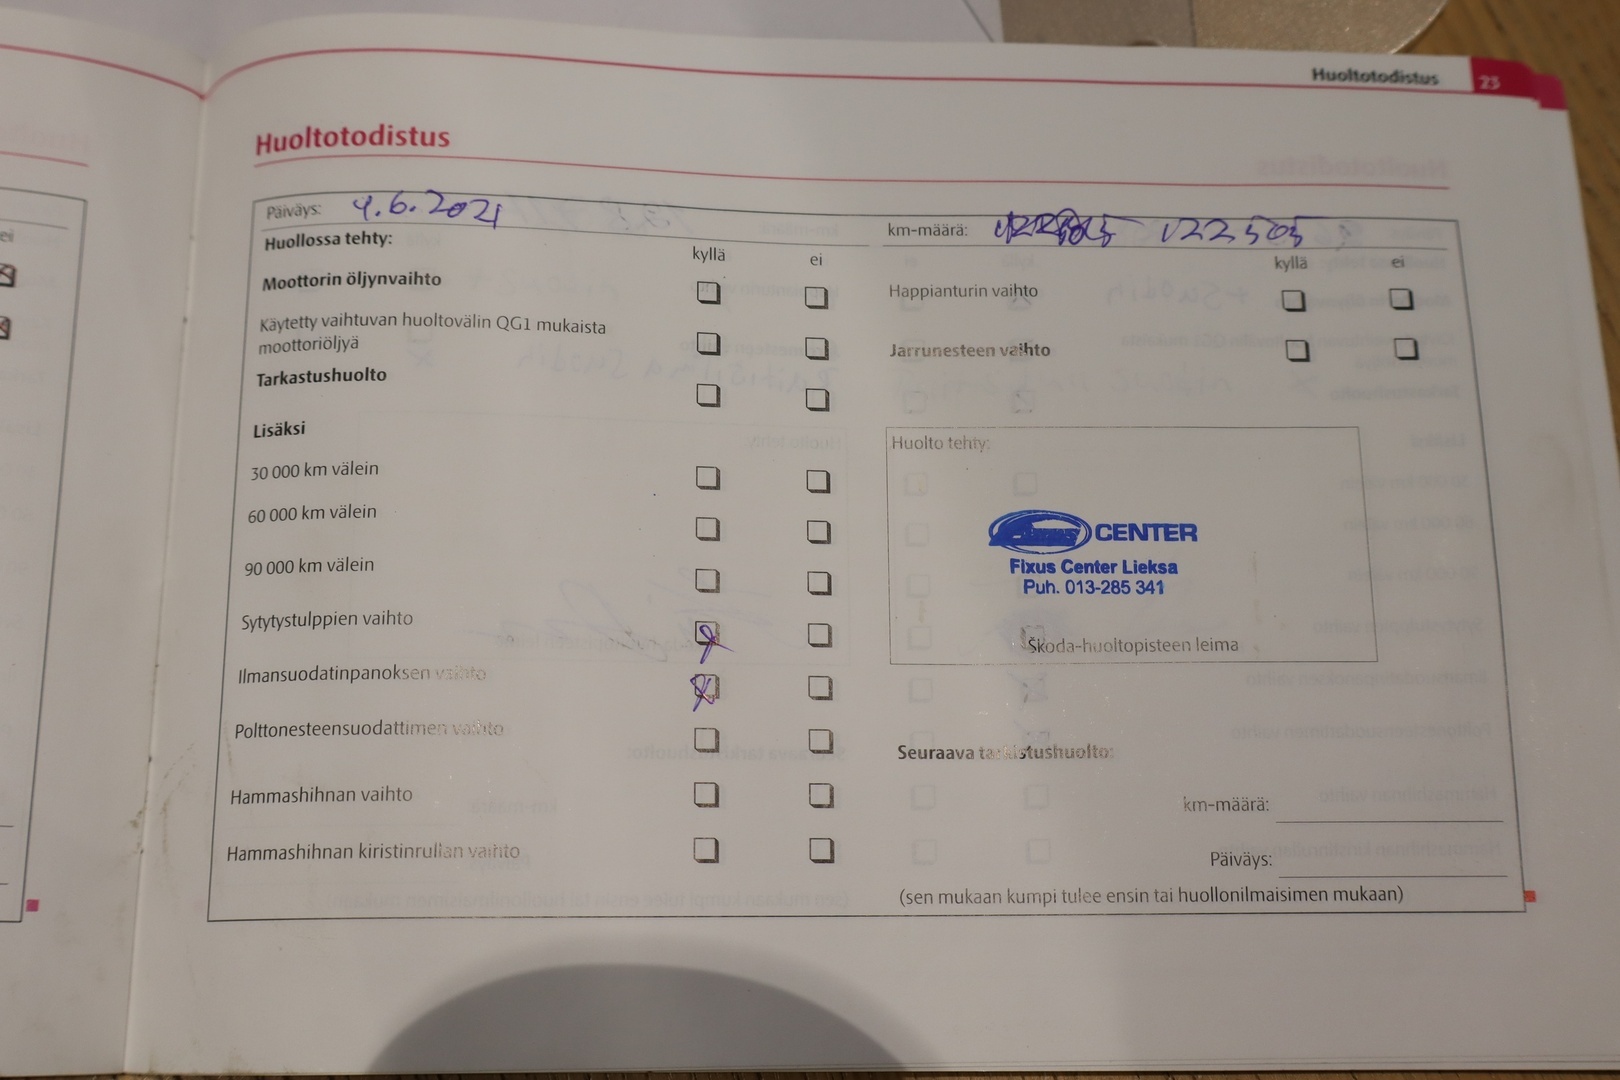 Huoltotodistus 25
Huoltotodistus
Päiväys: 4.6.2021
km-määrä: 122505
Huollossa tehty:
kyllä ei
kyllä ei
Moottorin öljynvaihto
Happianturin vaihto
Käytetty vaihtuvan huoltovälin QG1 mukaista
moottoriöljyä
Jarrunesteen vaihto
Tarkastushuolto
Lisäksi
30 000 km välein
60 000 km välein
90 000 km välein
Sytytystulppien vaihto
Ilmansuodatinpanoksen vaihto
Polttonesteensuodattimen vaihto
Hammashihnan vaihto
Hammashihnan kiristinrullan vaihto
Huolto tehty:
CENTER
Fixus Center Lieksa
Puh. 013-285 341
Škoda-huoltopisteen leima
Seuraava tarkistushuolto:
km-määrä:
Päiväys:
(sen mukaan kumpi tulee ensin tai huollonilmaisimen mukaan)